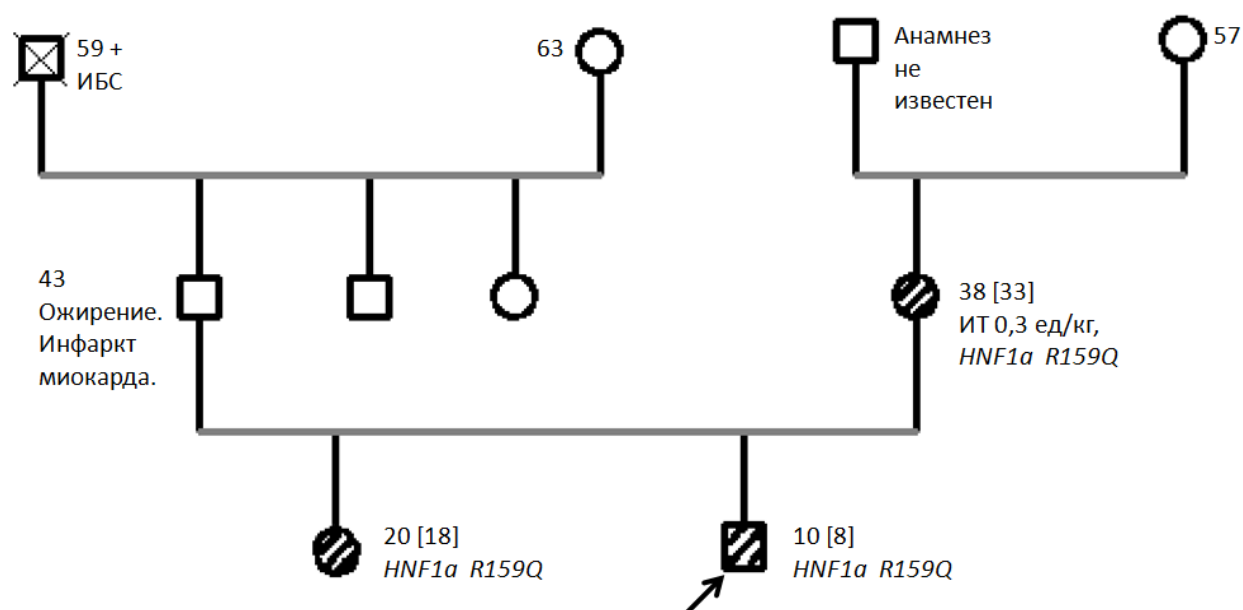 59 +
ИБС
63
Анамнез
не
известен
57
43
Ожирение.
Инфаркт
миокарда.
38 [33]
ИТ 0,3 ед/кг,
HNF1a R159Q
20 [18]
HNF1a R159Q
10 [8]
HNF1a R159Q